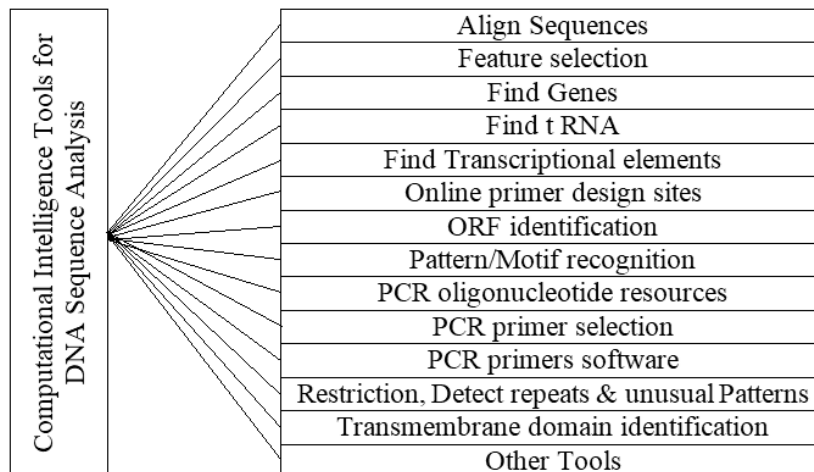 Computational Intelligence Tools for
DNA Sequence Analysis
Align Sequences
Feature selection
Find Genes
Find t RNA
Find Transcriptional elements
Online primer design sites
ORF identification
Pattern/Motif recognition
PCR oligonucleotide resources
PCR primer selection
PCR primers software
Restriction, Detect repeats & unusual Patterns
Transmembrane domain identification
Other Tools